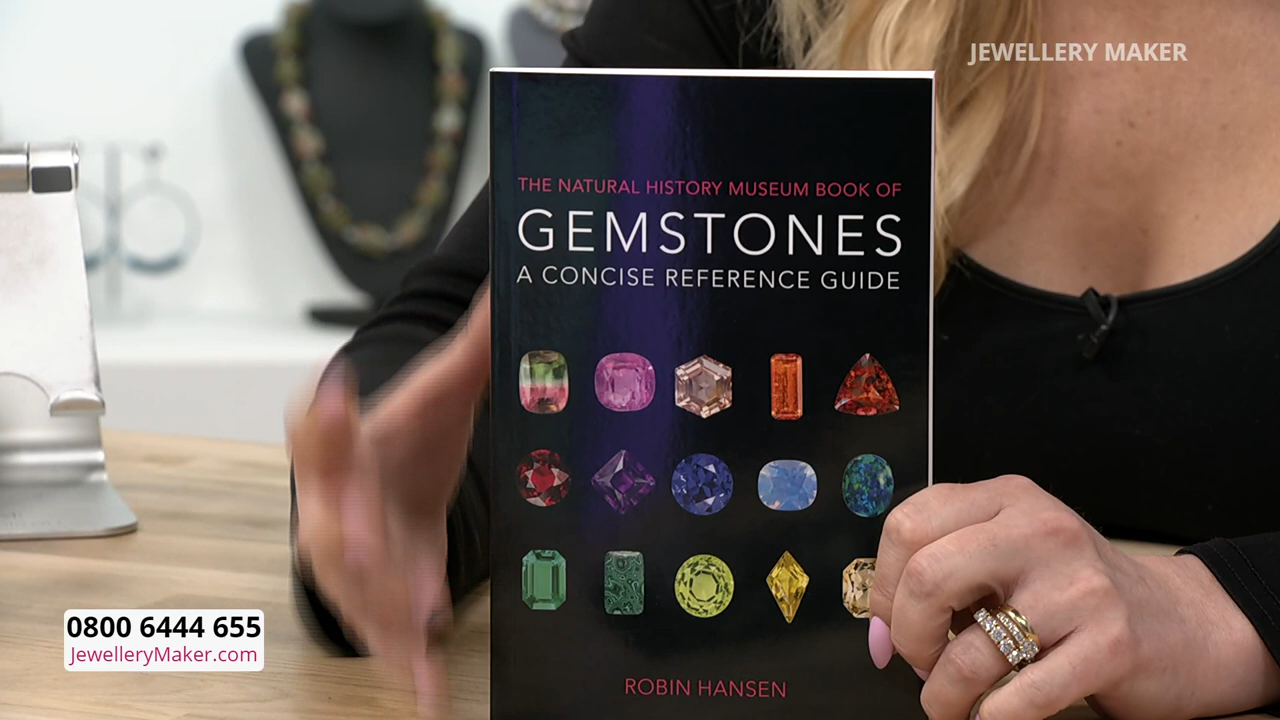 JEWELLERY MAKER
THE NATURAL HISTORY MUSEUM BOOK OF
GEMSTONES
A CONCISE REFERENCE GUIDE
ROBIN HANSEN
0800 6444 655
JewelleryMaker.com